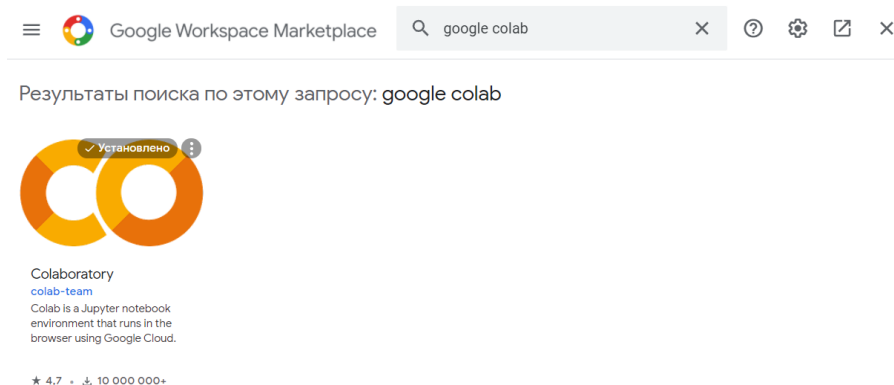 Google Workspace Marketplace
google colab
Результаты поиска по этому запросу: google colab
Установлено
Colaboratory
colab-team
Colab is a Jupyter notebook
environment that runs in the
browser using Google Cloud.
4,7 • 10 000 000+